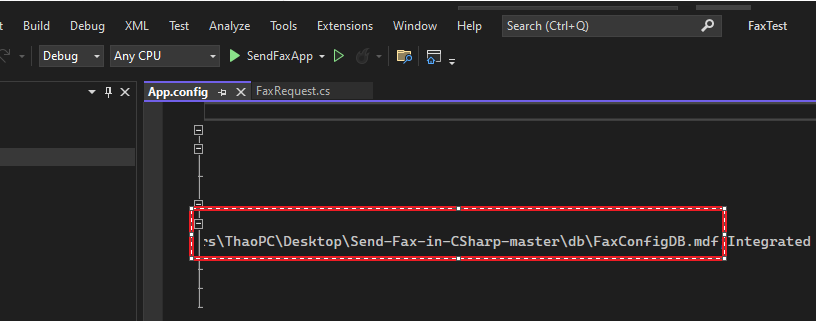 t Build Debug XML Test Analyze Tools Extensions Window Help Search (Ctrl+Q) FaxTest
Debug Any CPU SendFaxApp
App.config FaxRequest.cs
rs\ThaoPC\Desktop\Send-Fax-in-CSharp-master\db\FaxConfigDB.mdf Integrated